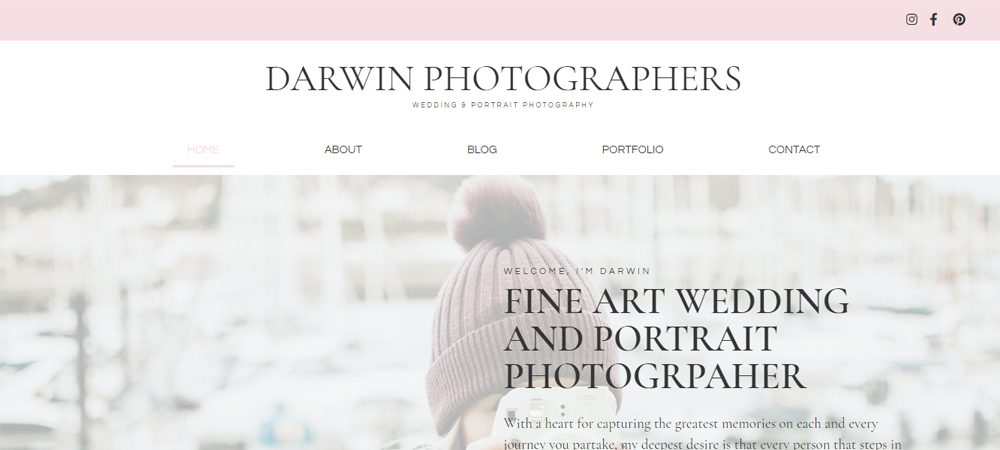 DARWIN PHOTOGRAPHERS
WEDDING & PORTRAIT PHOTOGRAPHY
HOME ABOUT BLOG PORTFOLIO CONTACT
WELCOME, I'M DARWIN
FINE ART WEDDING
AND PORTRAIT
PHOTOGRPAHER
With a heart for capturing the greatest memories on each and every
journey you partake, my deepest desire is that every person that steps in